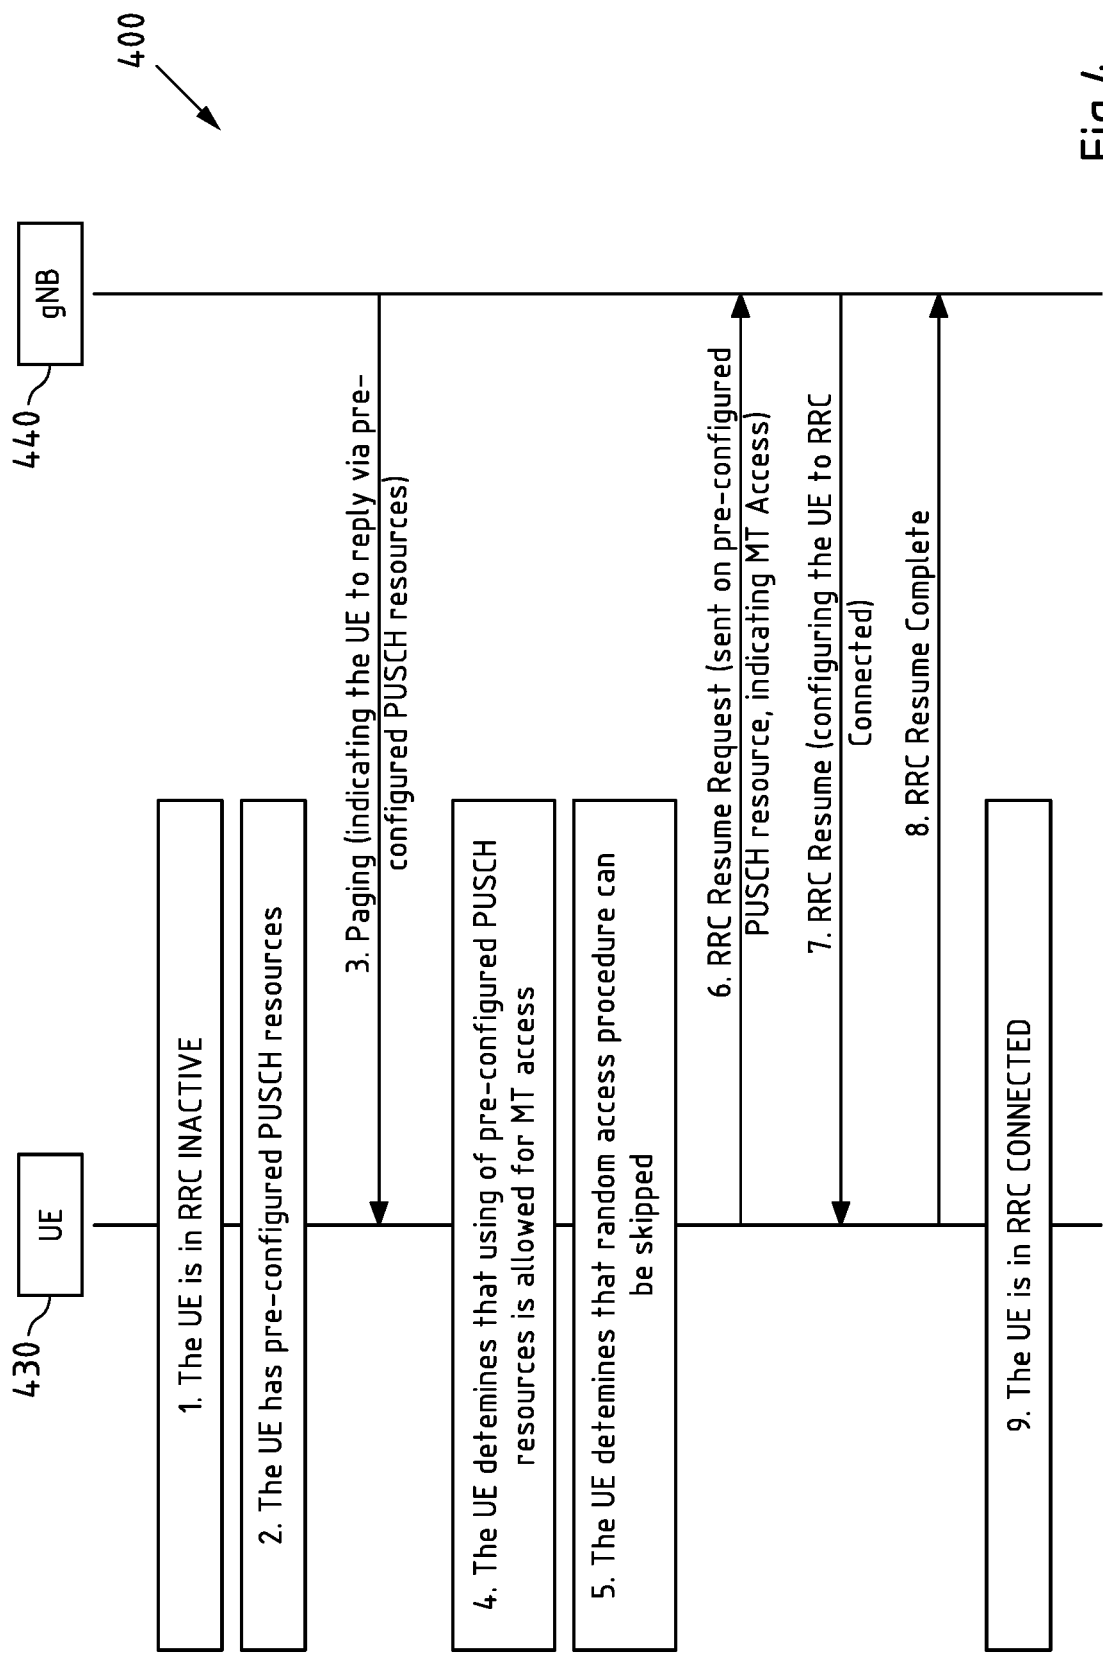 400
430
UE
440
gNB
1. The UE is in RRC INACTIVE
2. The UE has pre-configured PUSCH resources
3. Paging (indicating the UE to reply via pre-
configured PUSCH resources)
4. The UE detemines that using of pre-configured PUSCH
resources is allowed for MT access
5. The UE detemines that random access procedure can
be skipped
6. RRC Resume Request (sent on pre-configured
PUSCH resource, indicating MT Access)
7. RRC Resume (configuring the UE to RRC
Connected)
8. RRC Resume Complete
9. The UE is in RRC CONNECTED
Fig.4